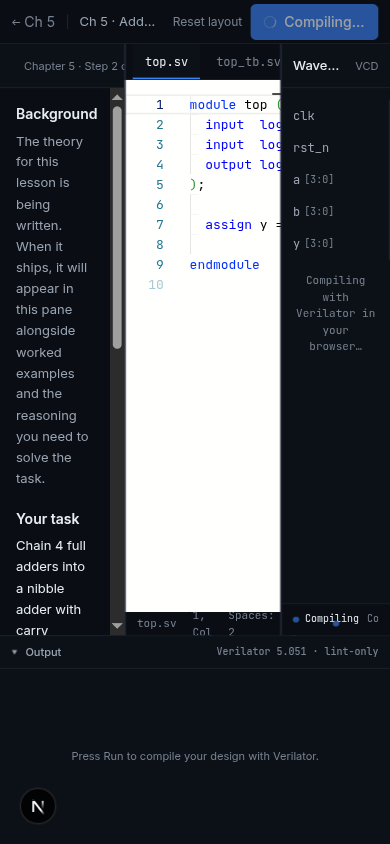 ← Ch 5
Ch 5 · Add...
Reset layout
Compiling...
Chapter 5 · Step 2 c
Background
The theory
for this
lesson is
being
written.
When it
ships, it will
appear in
this pane
alongside
worked
examples
and the
reasoning
you need to
solve the
task.
Your task
Chain 4 full
adders into
a nibble
adder with
carry
top.sv
top_tb.sv
1 module top (
2 input log
3 input log
4 output log
5 );
6
7 assign y =
8
9 endmodule
10
top.sv
1,
Col
Spaces:
2
Wave...
VCD
clk
rst_n
a [3:0]
b [3:0]
y [3:0]
Compiling
with
Verilator in
your
browser…
Compiling
Co
▼ Output
Verilator 5.051 · lint-only
Press Run to compile your design with Verilator.
N